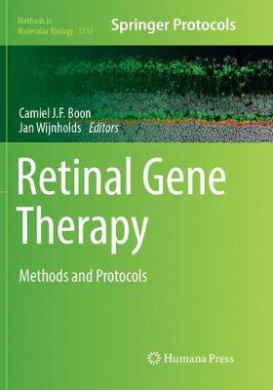 Methods in
Molecular Biology 1715
Springer Protocols
Camiel J.F. Boon
Jan Wijnholds Editors
Retinal Gene
Therapy
Methods and Protocols
Humana Press